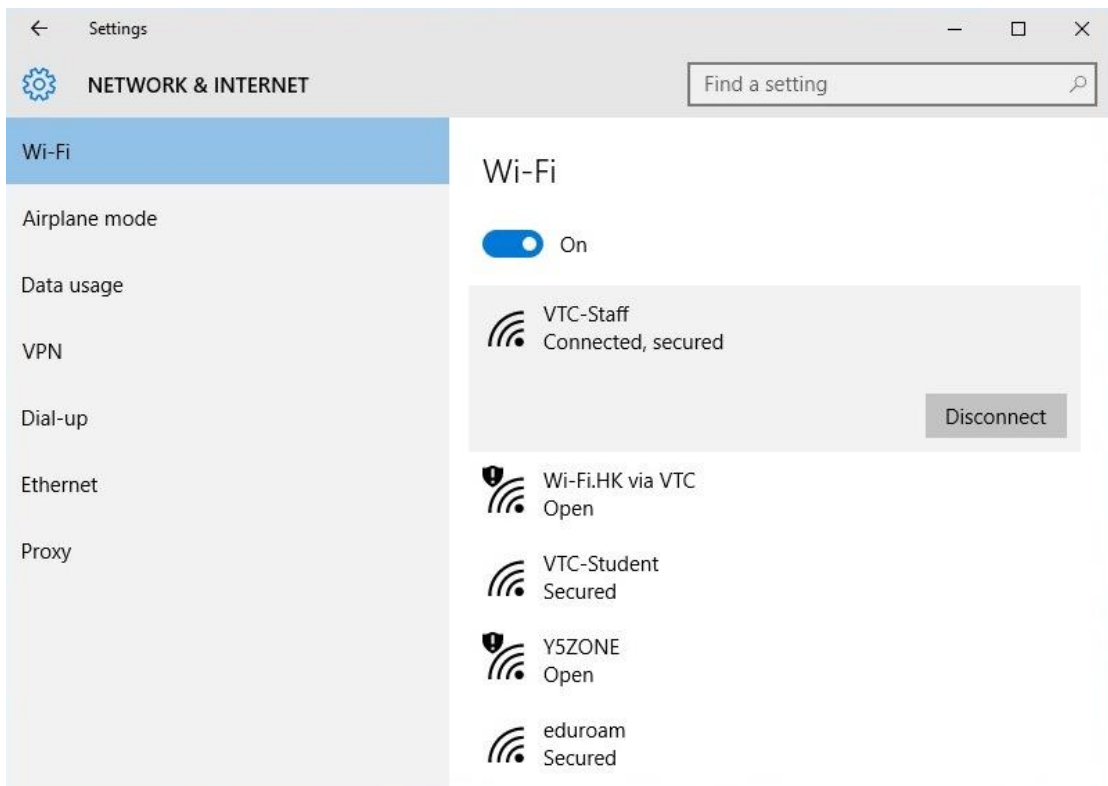 Settings
NETWORK & INTERNET
Find a setting
Wi-Fi
Airplane mode
Data usage
VPN
Dial-up
Ethernet
Proxy
Wi-Fi
On
VTC-Staff
Connected, secured
Disconnect
Wi-Fi.HK via VTC
Open
VTC-Student
Secured
Y5ZONE
Open
eduroam
Secured